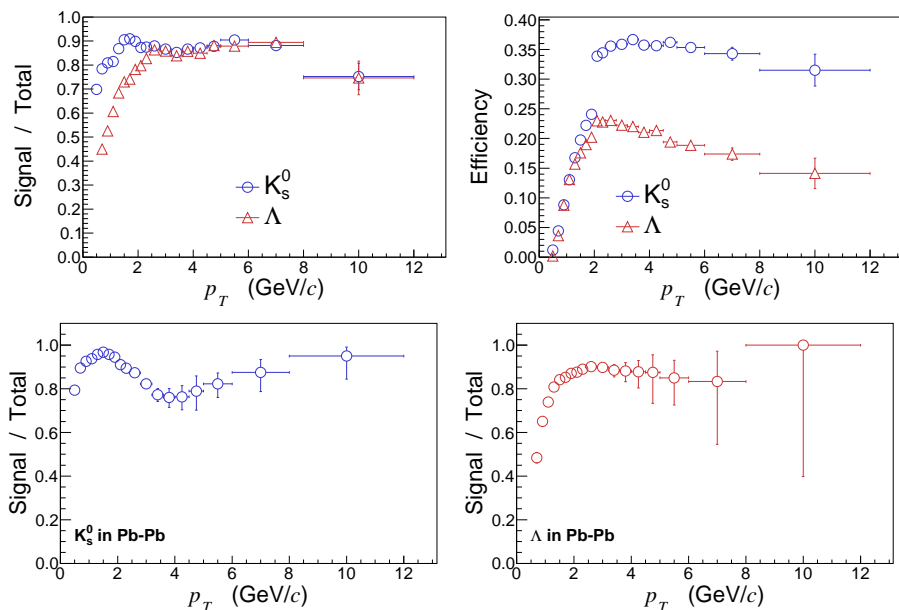 1.0
0.9
0.8
0.7
0.6
0.5
0.4
0.3
0.2
0.1
0.0
Signal / Total
K⁰ₛ
Λ
0 2 4 6 8 10 12
p_T (GeV/c)
0.40
0.35
0.30
0.25
0.20
0.15
0.10
0.05
0.00
Efficiency
K⁰ₛ
Λ
0 2 4 6 8 10 12
p_T (GeV/c)
1.0
0.8
0.6
0.4
0.2
0.0
Signal / Total
K⁰ₛ in Pb-Pb
0 2 4 6 8 10 12
p_T (GeV/c)
1.0
0.8
0.6
0.4
0.2
0.0
Signal / Total
Λ in Pb-Pb
0 2 4 6 8 10 12
p_T (GeV/c)